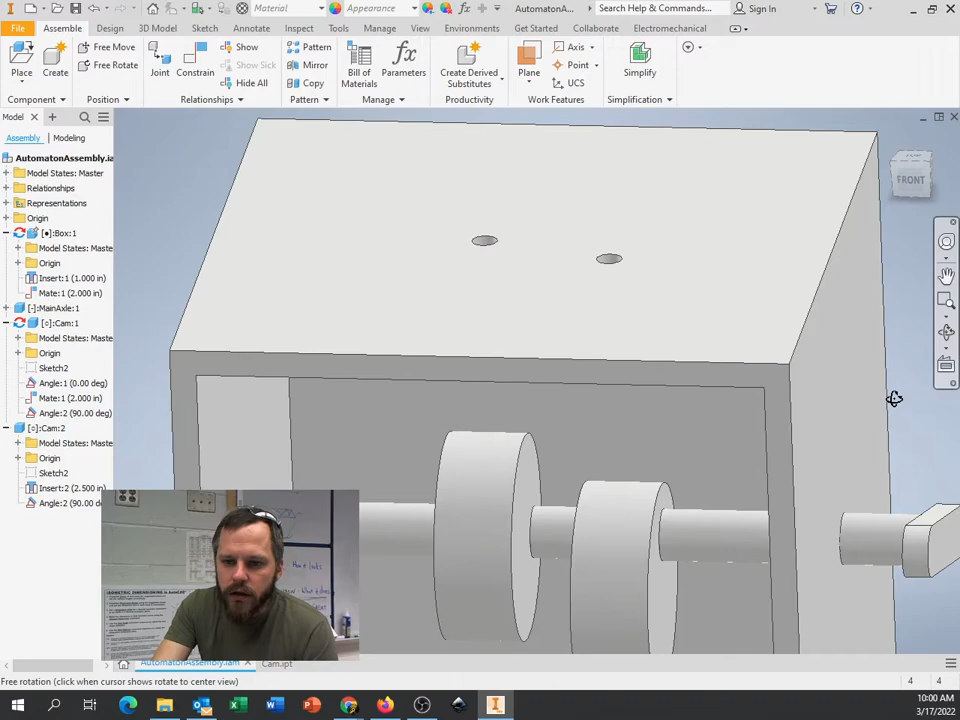 Material
Appearance
AutomatonA...
Search Help & Commands...
Sign In
File
Assemble
Design
3D Model
Sketch
Annotate
Inspect
Tools
Manage
View
Environments
Get Started
Collaborate
Electromechanical
Place
Create
Free Move
Free Rotate
Joint
Constrain
Show
Show Sick
Hide All
Pattern
Mirror
Copy
Bill of
Materials
Parameters
Create Derived
Substitutes
Plane
Axis
Point
UCS
Simplify
Component
Position
Relationships
Pattern
Manage
Productivity
Work Features
Simplification
Model
Assembly
Modeling
AutomatonAssembly.ia
Model States: Master
Relationships
Representations
Origin
[●]:Box:1
Model States: Maste
Origin
Insert:1 (1.000 in)
Mate:1 (2.000 in)
[-]:MainAxle:1
[○]:Cam:1
Model States: Maste
Origin
Sketch2
Angle:1 (0.00 deg)
Mate:1 (2.000 in)
Angle:2 (90.00 deg)
[○]:Cam:2
Model States: Maste
Origin
Sketch2
Insert:2 (2.500 in)
Angle:2 (90.00 de
FRONT
ISOMETRIC DIMENSIONING in AutoCAD
AutomatonAssembly.iam
Cam.ipt
Free rotation (click when cursor shows rotate to center view)
4
4
10:00 AM
3/17/2022